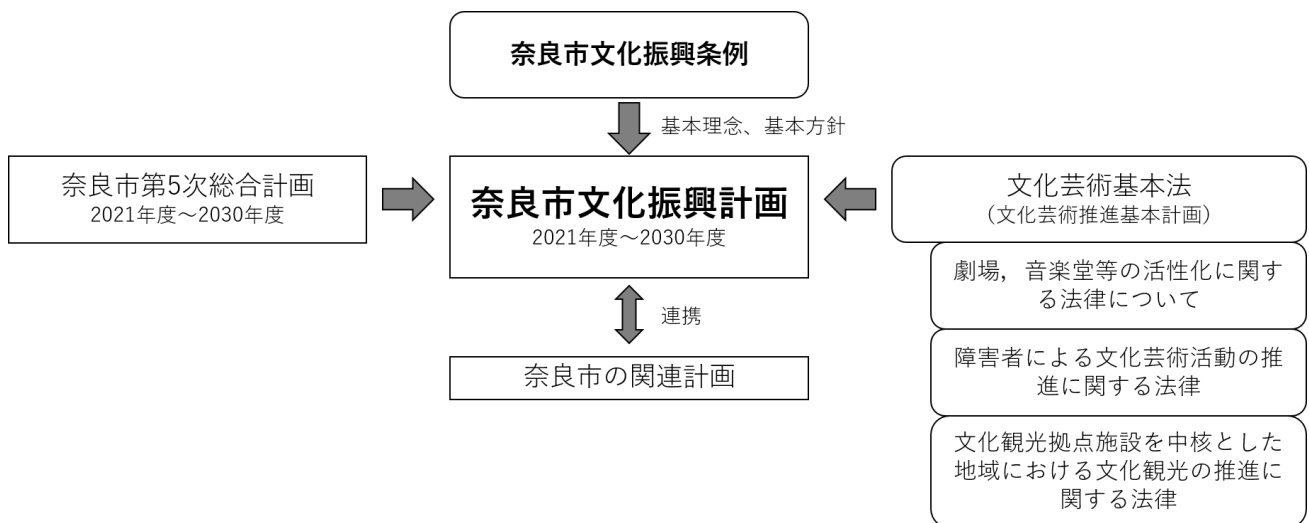 奈良市文化振興条例
基本理念、基本方針
奈良市第5次総合計画
2021年度～2030年度
奈良市文化振興計画
2021年度～2030年度
文化芸術基本法
（文化芸術推進基本計画）
劇場，音楽堂等の活性化に関す
る法律について
障害者による文化芸術活動の推
進に関する法律
文化観光拠点施設を中核とした
地域における文化観光の推進に
関する法律
連携
奈良市の関連計画